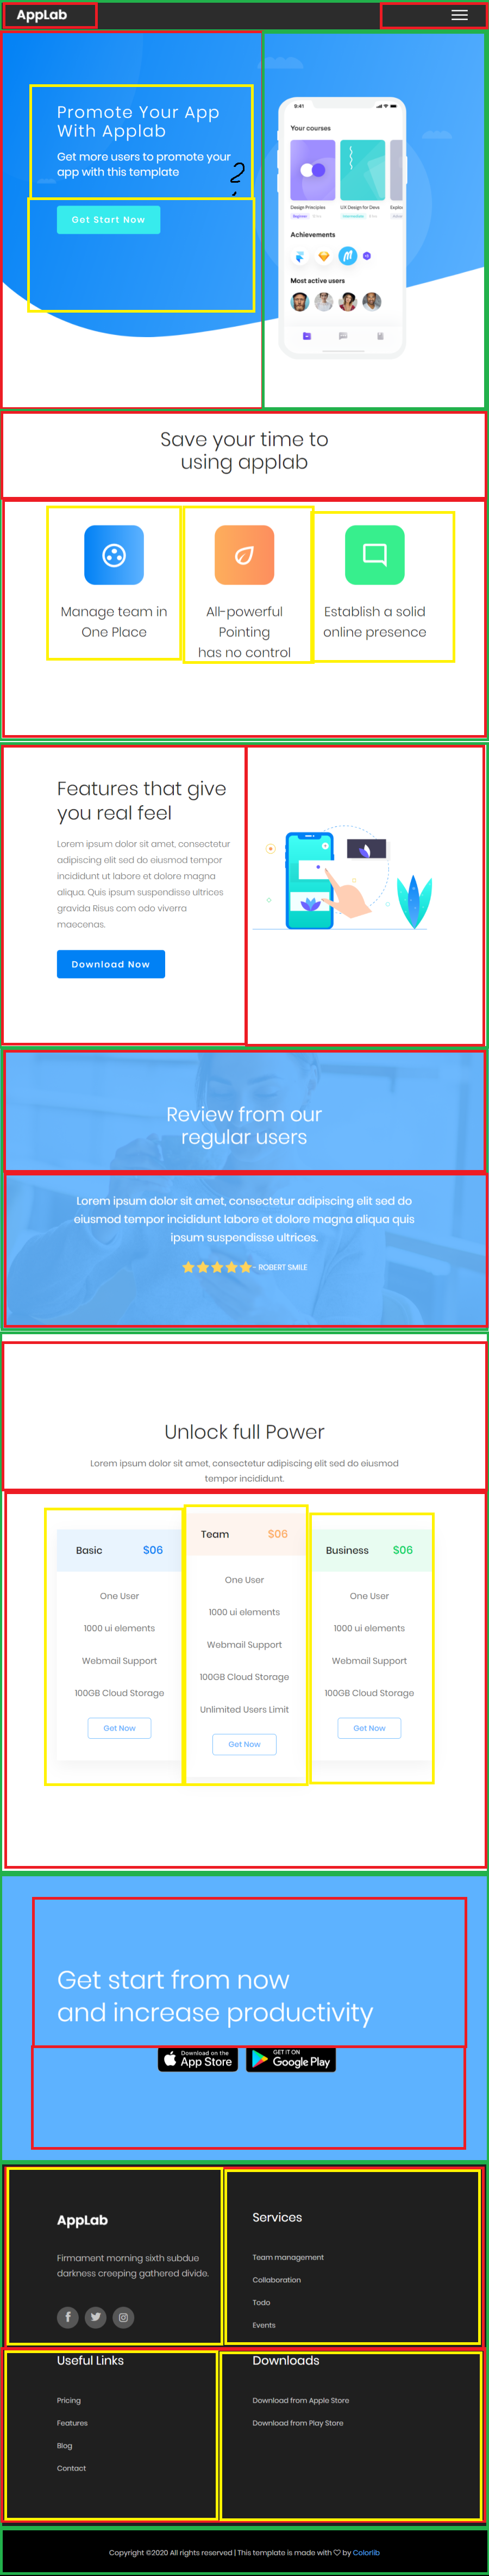 AppLab
Promote Your App
With Applab
Get more users to promote your
app with this template
?
Get Start Now
9:41
Your courses
Design Principles
UX Design for Devs
Explor
Beginner
Intermediate
Achievements
Most active users
Save your time to
using applab
Manage team in
One Place
All-powerful
Pointing
has no control
Establish a solid
online presence
Features that give
you real feel
Lorem ipsum dolor sit amet, consectetur
adipiscing elit sed do eiusmod tempor
incididunt ut labore et dolore magna
aliqua. Quis ipsum suspendisse ultrices
gravida Risus com odo viverra
maecenas.
Download Now
Review from our
regular users
Lorem ipsum dolor sit amet, consectetur adipiscing elit sed do
eiusmod tempor incididunt labore et dolore magna aliqua quis
ipsum suspendisse ultrices.
- ROBERT SMILE
Unlock full Power
Lorem ipsum dolor sit amet, consectetur adipiscing elit sed do eiusmod
tempor incididunt.
Basic $06
One User
1000 ui elements
Webmail Support
100GB Cloud Storage
Get Now
Team $06
One User
1000 ui elements
Webmail Support
100GB Cloud Storage
Unlimited Users Limit
Get Now
Business $06
One User
1000 ui elements
Webmail Support
100GB Cloud Storage
Get Now
Get start from now
and increase productivity
Download on the
App Store
GET IT ON
Google Play
AppLab
Firmament morning sixth subdue
darkness creeping gathered divide.
Services
Team management
Collaboration
Todo
Events
Useful Links
Pricing
Features
Blog
Contact
Downloads
Download from Apple Store
Download from Play Store
Copyright ©2020 All rights reserved | This template is made with ♡ by Colorlib